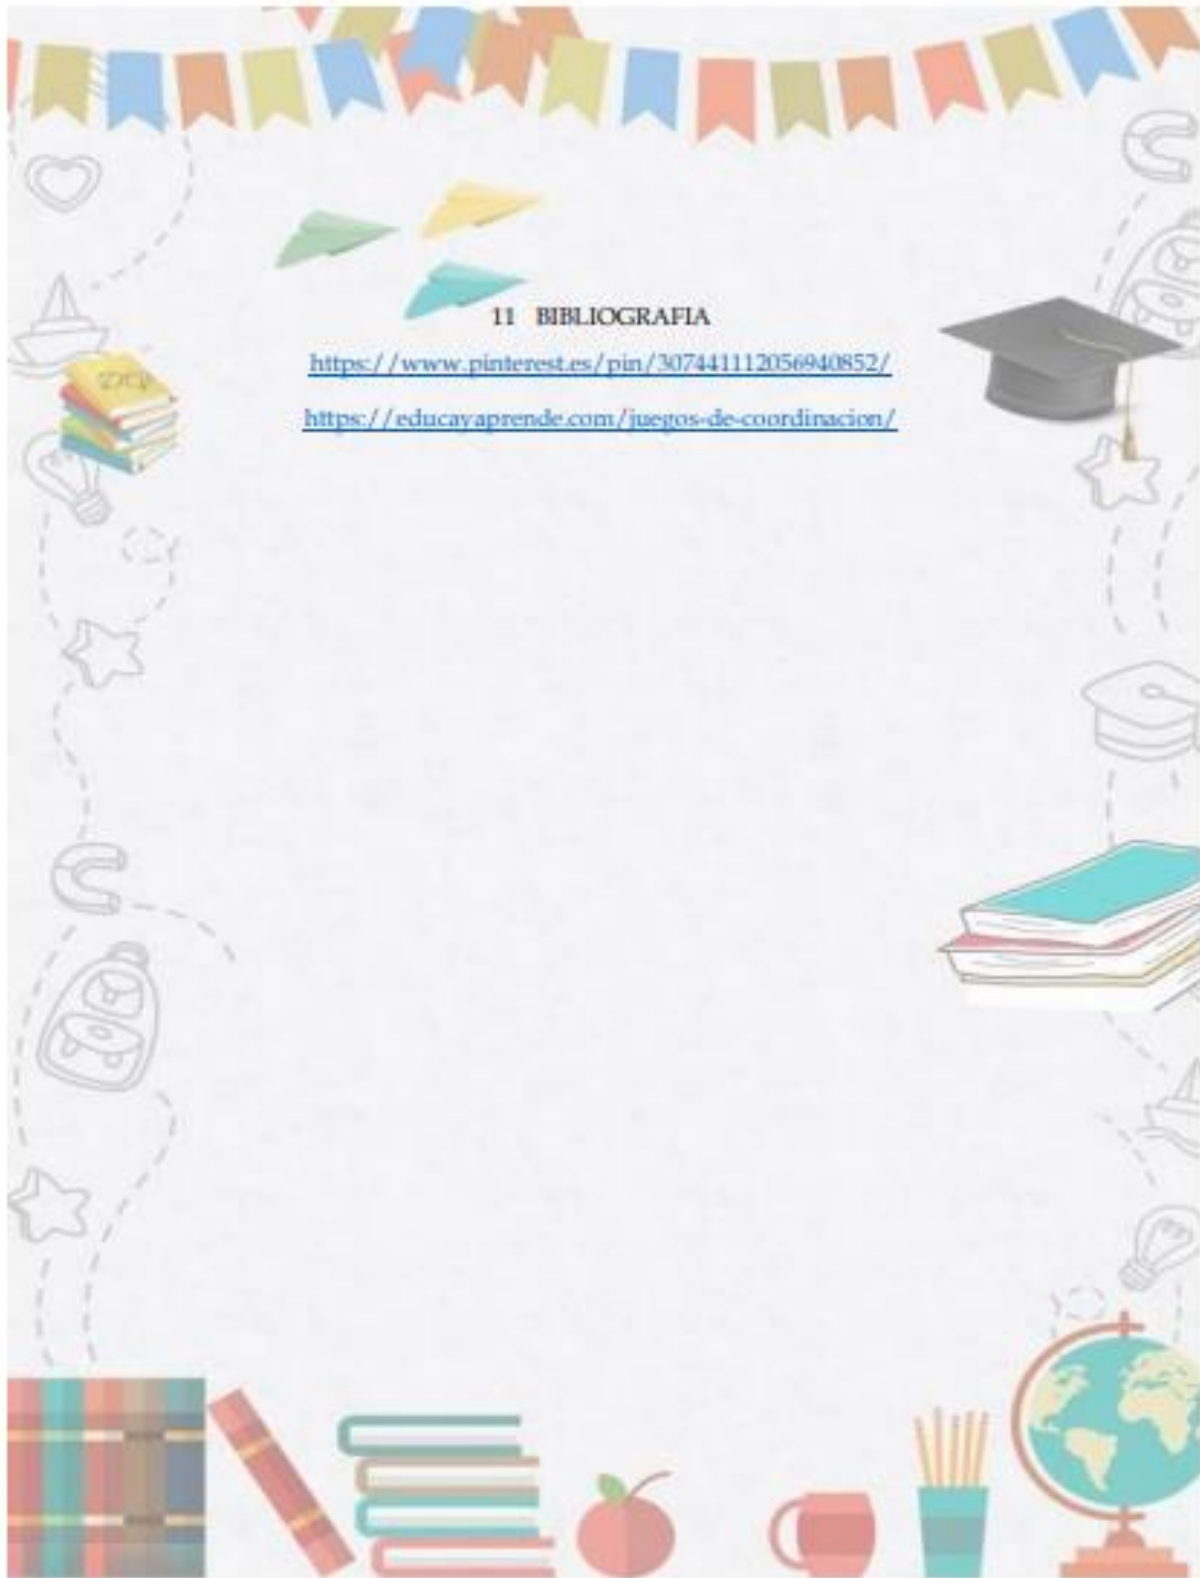 11 BIBLIOGRAFIA
https://www.pinterest.es/pin/307441112056940852/
https://educayaprende.com/juegos-de-coordinacion/